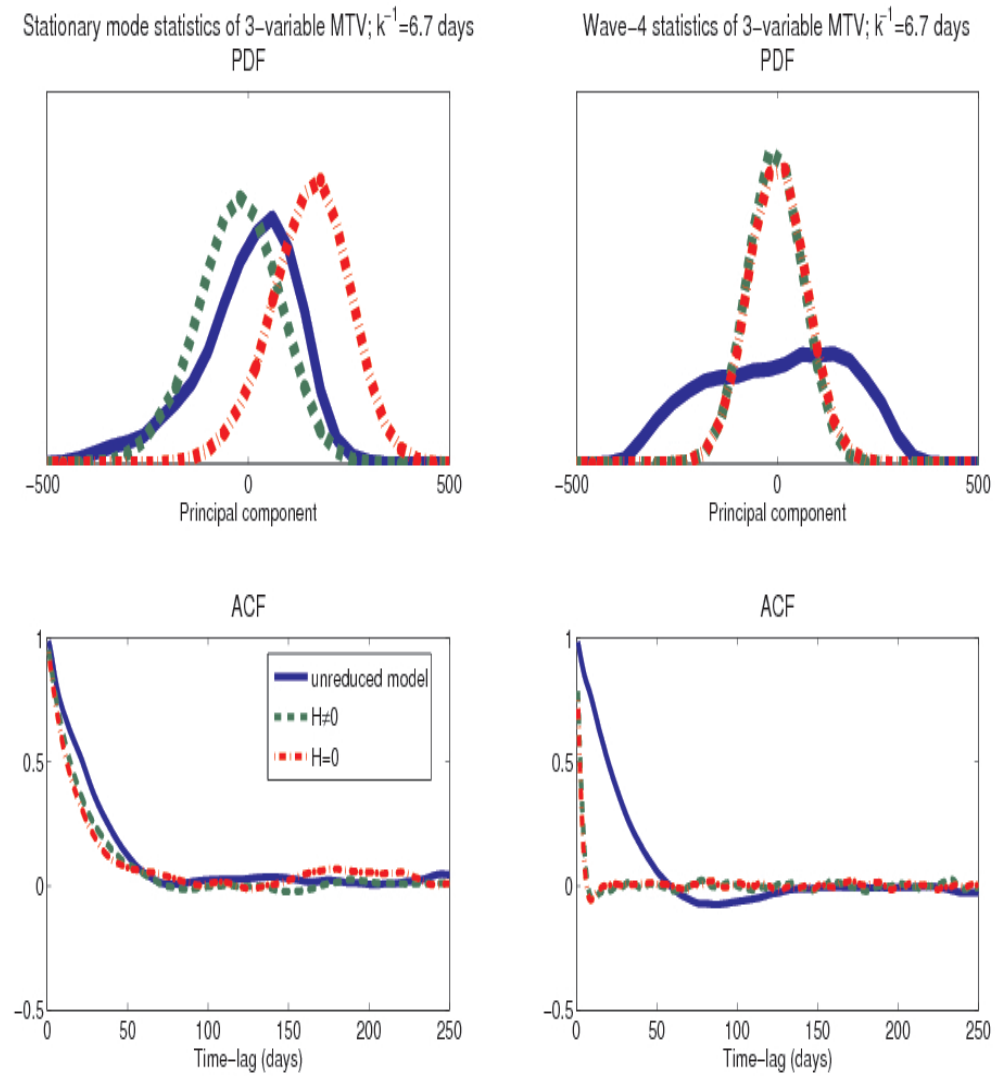 Stationary mode statistics of 3−variable MTV; k⁻¹=6.7 days
PDF
−500 0 500
Principal component
Wave−4 statistics of 3−variable MTV; k⁻¹=6.7 days
PDF
−500 0 500
Principal component
ACF
1
0.5
0
−0.5
0 50 100 150 200 250
Time−lag (days)
unreduced model
H≠0
H=0
ACF
1
0.5
0
−0.5
0 50 100 150 200 250
Time−lag (days)